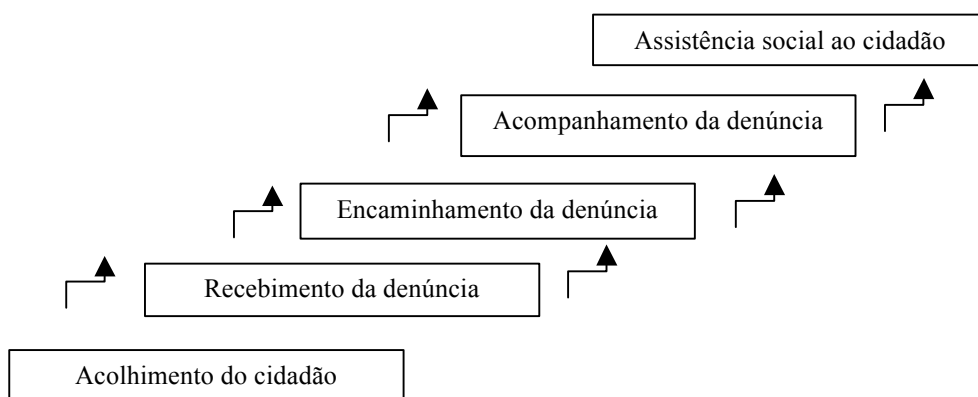 Assistência social ao cidadão
Acompanhamento da denúncia
Encaminhamento da denúncia
Recebimento da denúncia
Acolhimento do cidadão